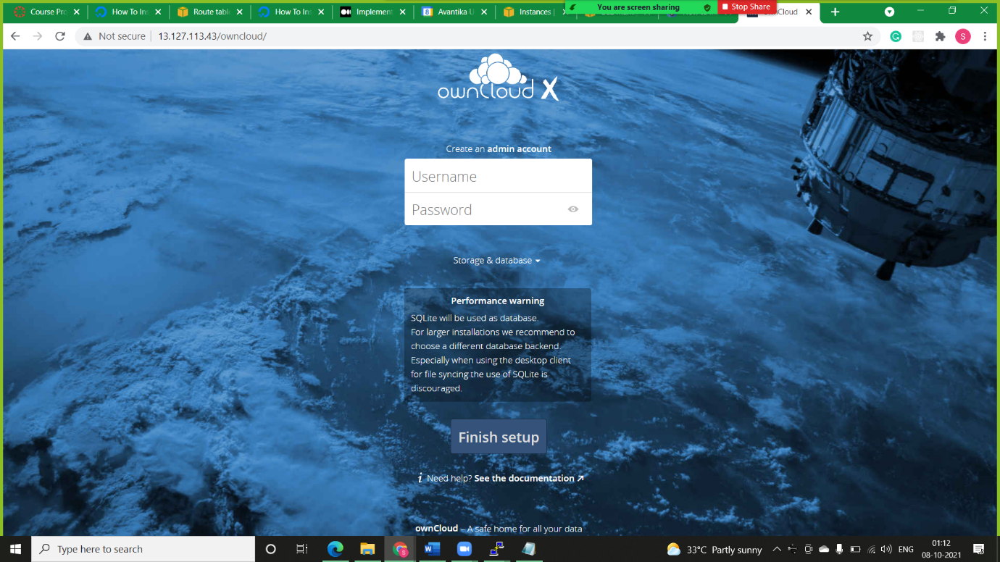 Course Pro
How To Ins
Route table
How To Ins
Implement
Avantika U
Instances
You are screen sharing
Stop Share
Not secure
13.127.113.43/owncloud/
S
ownCloud X
Create an admin account
Username
Password
Storage & database
Performance warning
SQLite will be used as database.
For larger installations we recommend to
choose a different database backend.
Especially when using the desktop client
for file syncing the use of SQLite is
discouraged.
Finish setup
i Need help? See the documentation
ownCloud – A safe home for all your data
Type here to search
33°C Partly sunny
ENG
01:12
08-10-2021